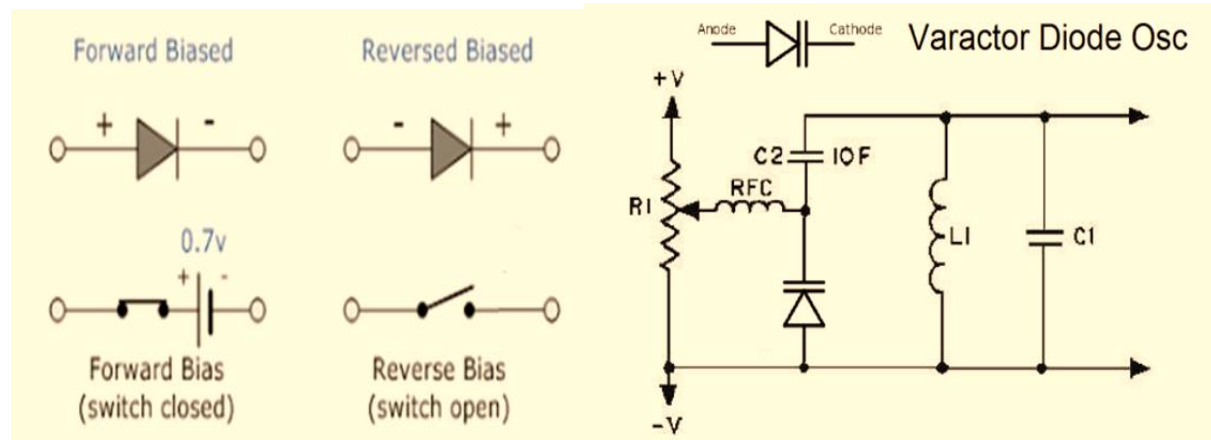 Forward Biased
Reversed Biased
+ -
- +
0.7v
+ -
Forward Bias
(switch closed)
Reverse Bias
(switch open)
Anode
Cathode
Varactor Diode Osc
+V
C2
10F
RFC
R1
L1
C1
-V